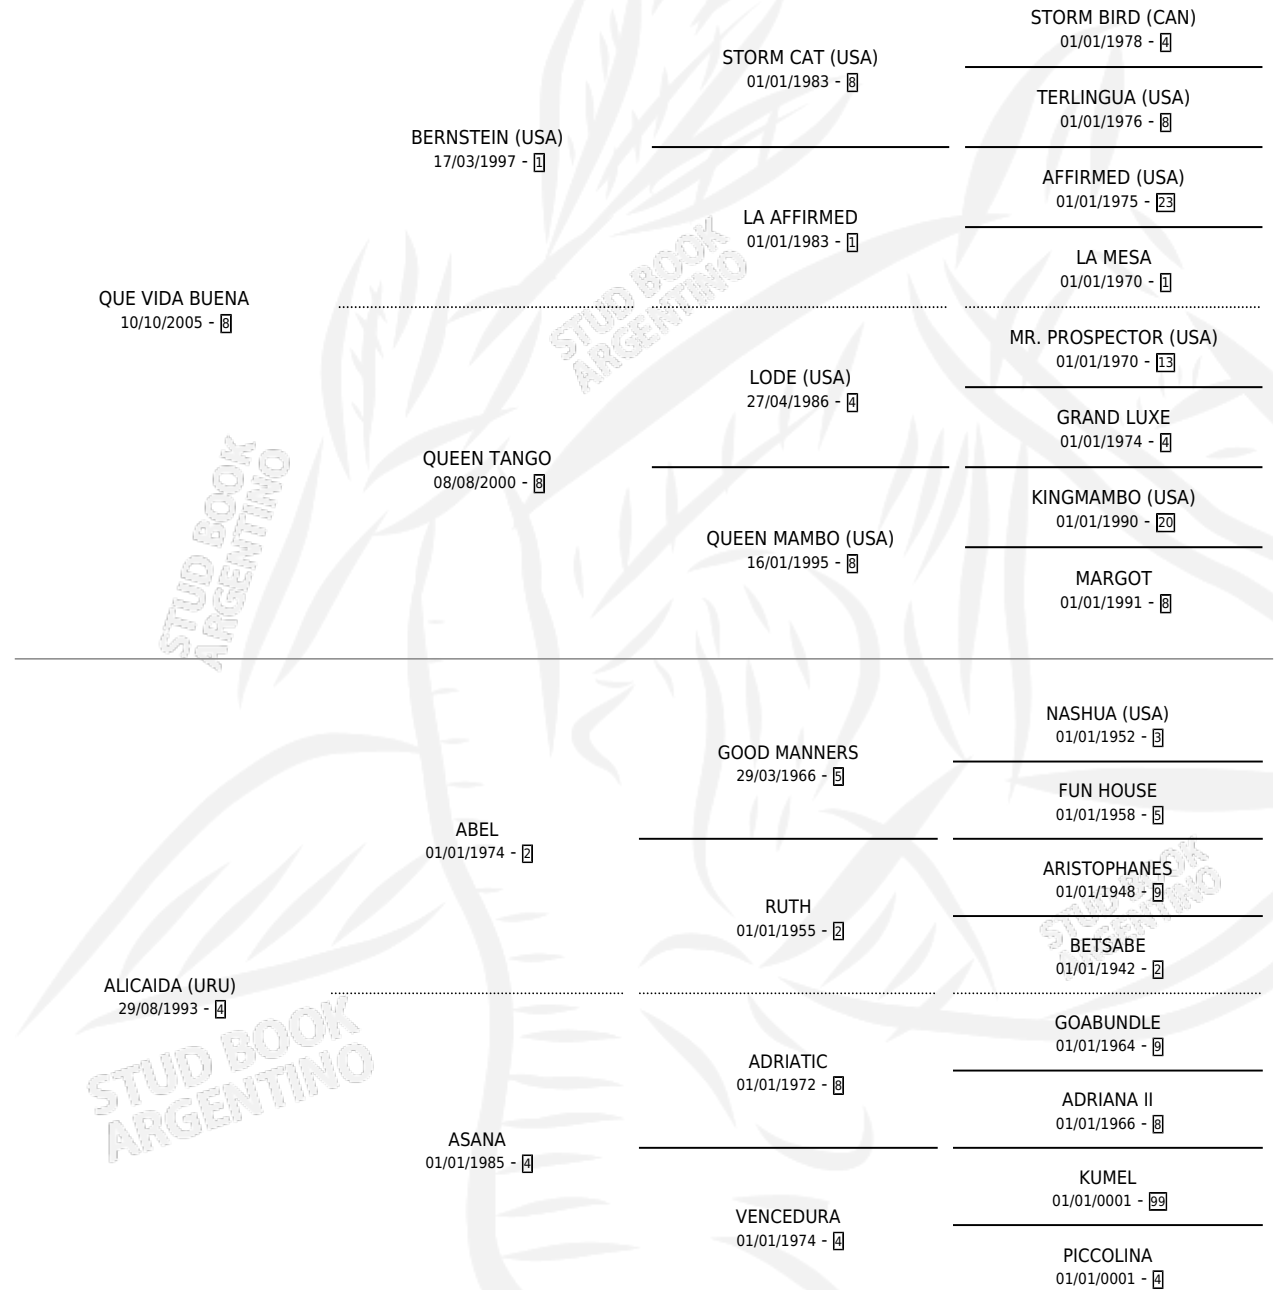 STORM BIRD (CAN)
01/01/1978 - 4
STORM CAT (USA)
01/01/1983 - 8
TERLINGUA (USA)
01/01/1976 - 8
BERNSTEIN (USA)
17/03/1997 - 1
AFFIRMED (USA)
01/01/1975 - 23
LA AFFIRMED
01/01/1983 - 1
LA MESA
01/01/1970 - 1
QUE VIDA BUENA
10/10/2005 - 8
MR. PROSPECTOR (USA)
01/01/1970 - 13
LODE (USA)
27/04/1986 - 4
GRAND LUXE
01/01/1974 - 4
QUEEN TANGO
08/08/2000 - 8
KINGMAMBO (USA)
01/01/1990 - 20
QUEEN MAMBO (USA)
16/01/1995 - 8
MARGOT
01/01/1991 - 8
NASHUA (USA)
01/01/1952 - 3
GOOD MANNERS
29/03/1966 - 5
FUN HOUSE
01/01/1958 - 5
ABEL
01/01/1974 - 2
ARISTOPHANES
01/01/1948 - 9
RUTH
01/01/1955 - 2
BETSABE
01/01/1942 - 2
ALICAIDA (URU)
29/08/1993 - 4
GOABUNDLE
01/01/1964 - 9
ADRIATIC
01/01/1972 - 8
ADRIANA II
01/01/1966 - 8
ASANA
01/01/1985 - 4
KUMEL
01/01/0001 - 99
VENCEDURA
01/01/1974 - 4
PICCOLINA
01/01/0001 - 4
STUD BOOK
ARGENTINO
STUD BOOK
ARGENTINO
STUD BOOK
ARGENTINO
STUD BOOK
ARGENTINO